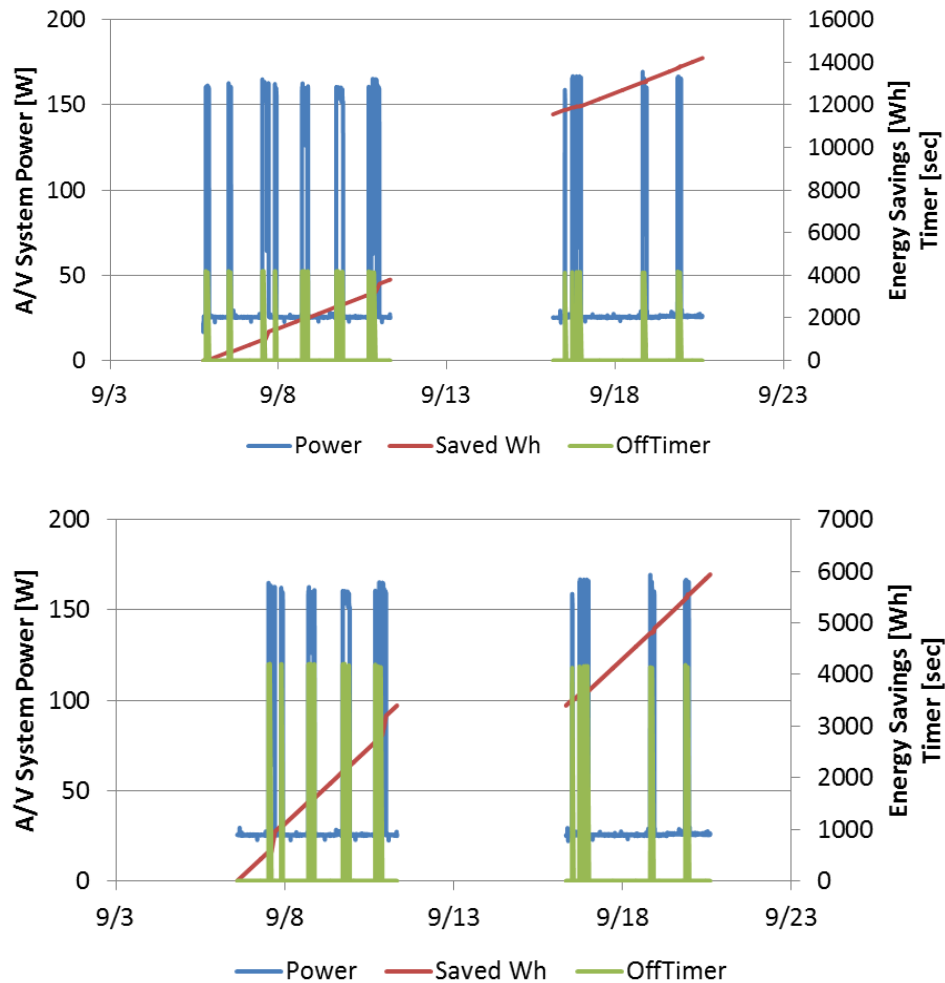 A/V System Power [W]
200
150
100
50
0
16000
14000
12000
10000
8000
6000
4000
2000
0
Energy Savings [Wh]
Timer [sec]
9/3 9/8 9/13 9/18 9/23
Power Saved Wh OffTimer
A/V System Power [W]
200
150
100
50
0
7000
6000
5000
4000
3000
2000
1000
0
Energy Savings [Wh]
Timer [sec]
9/3 9/8 9/13 9/18 9/23
Power Saved Wh OffTimer